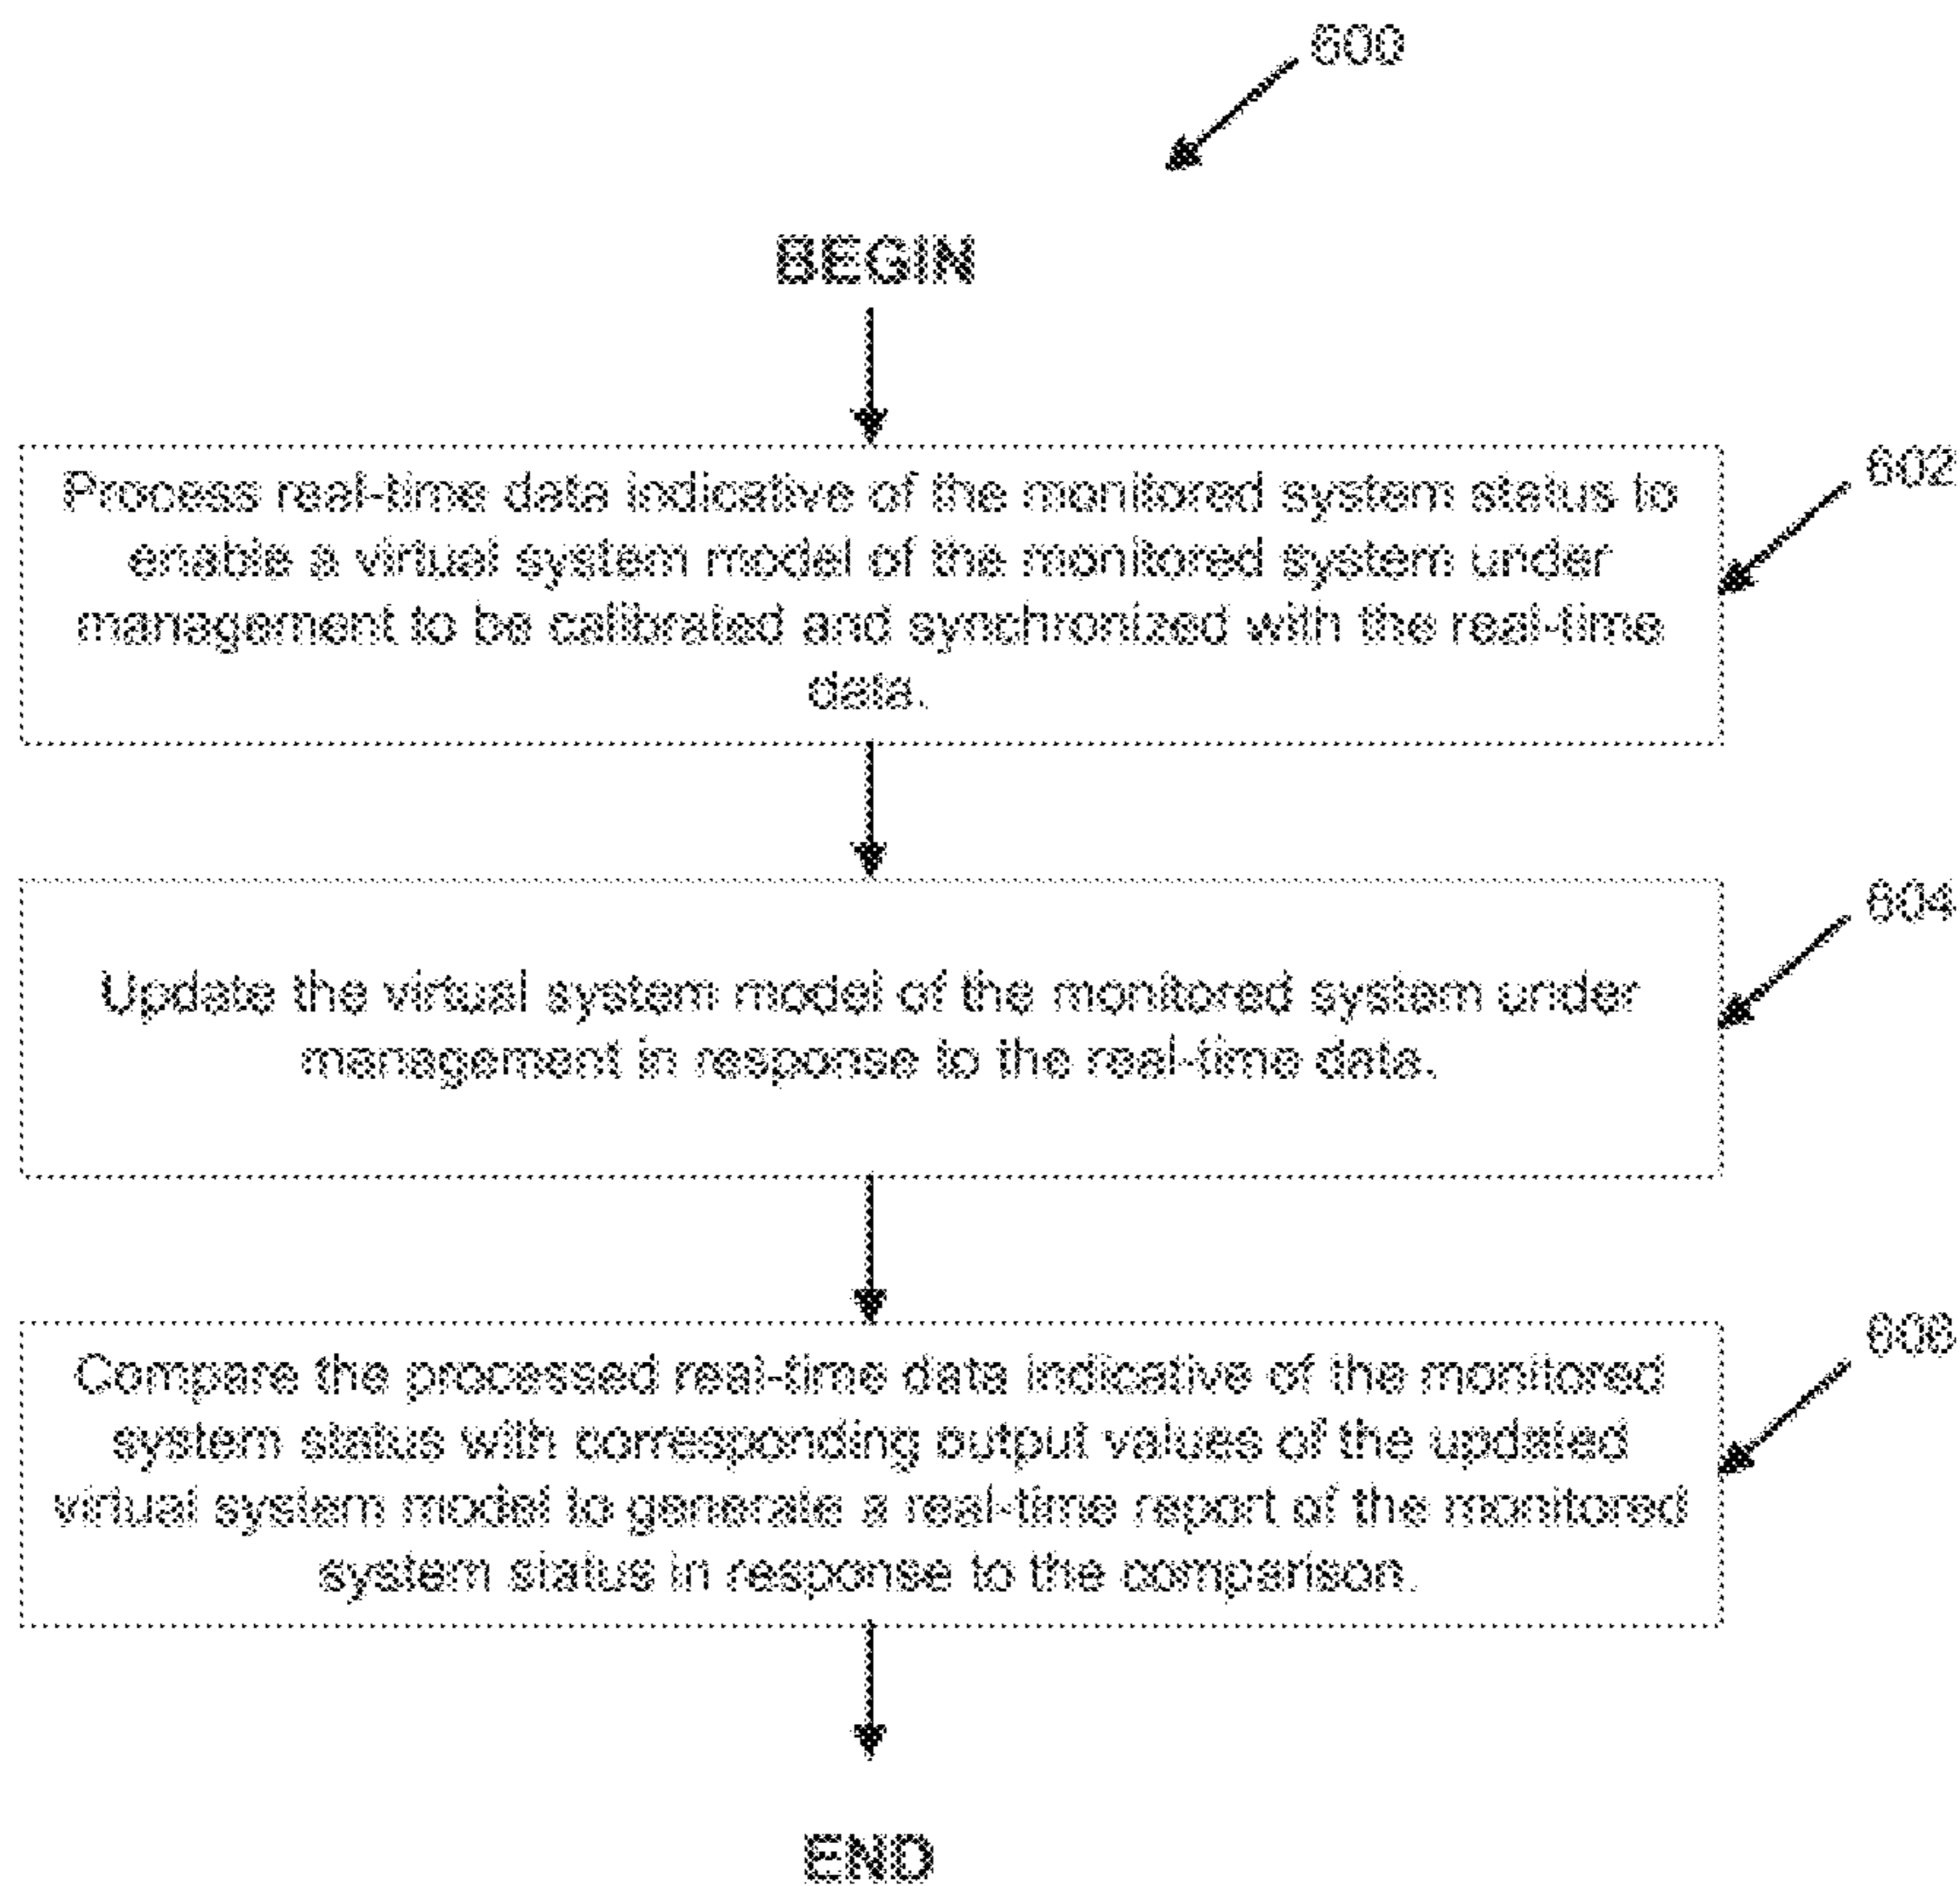 600
BEGIN
Process real-time data indicative of the monitored system status to
enable a virtual system model of the monitored system under
management to be calibrated and synchronized with the real-time
data.
602
Update the virtual system model of the monitored system under
management in response to the real-time data.
604
Compare the processed real-time data indicative of the monitored
system status with corresponding output values of the updated
virtual system model to generate a real-time report of the monitored
system status in response to the comparison.
606
END